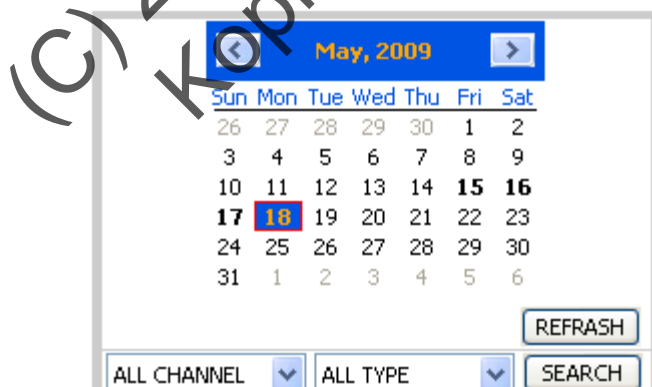 May, 2009
Sun Mon Tue Wed Thu Fri Sat
26 27 28 29 30 1 2
3 4 5 6 7 8 9
10 11 12 13 14 15 16
17 18 19 20 21 22 23
24 25 26 27 28 29 30
31 1 2 3 4 5 6
REFRASH
ALL CHANNEL ALL TYPE SEARCH
(C) 2